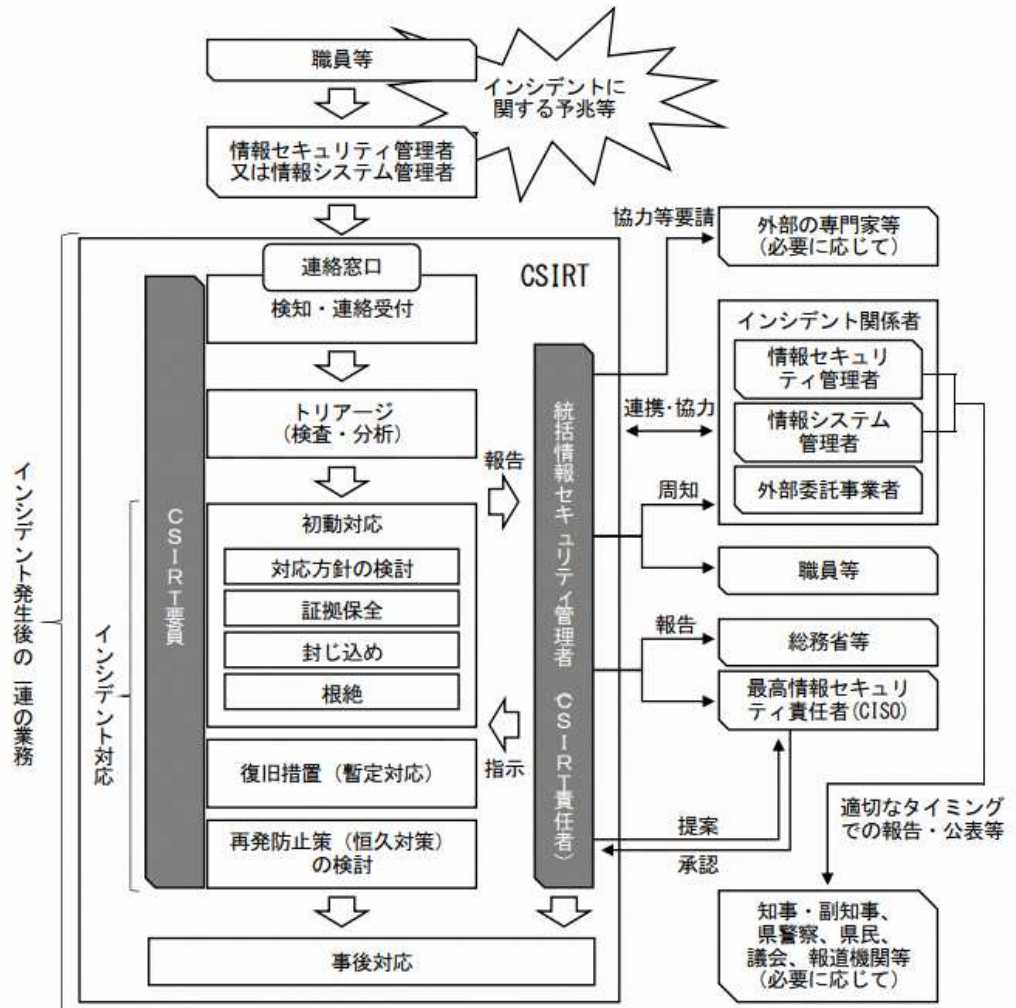 職員等
インシデントに
関する予兆等
情報セキュリティ管理者
又は情報システム管理者
協力等要請
外部の専門家等
(必要に応じて)
連絡窓口
CSIRT
検知・連絡受付
インシデント関係者
情報セキュリ
ティ管理者
連携・協力
情報システム
管理者
外部委託事業者
トリアージ
(検査・分析)
報告
周知
統括情報セキュリティ管理者(CSIRT責任者)
CSIRT要員
初動対応
対応方針の検討
証拠保全
封じ込め
根絶
職員等
報告
総務省等
最高情報セキュリ
ティ責任者(CISO)
インシデント発生後の一連の業務
インシデント対応
指示
復旧措置(暫定対応)
再発防止策(恒久対策)
の検討
提案
承認
適切なタイミング
での報告・公表等
知事・副知事、
県警察、県民、
議会、報道機関等
(必要に応じて)
事後対応